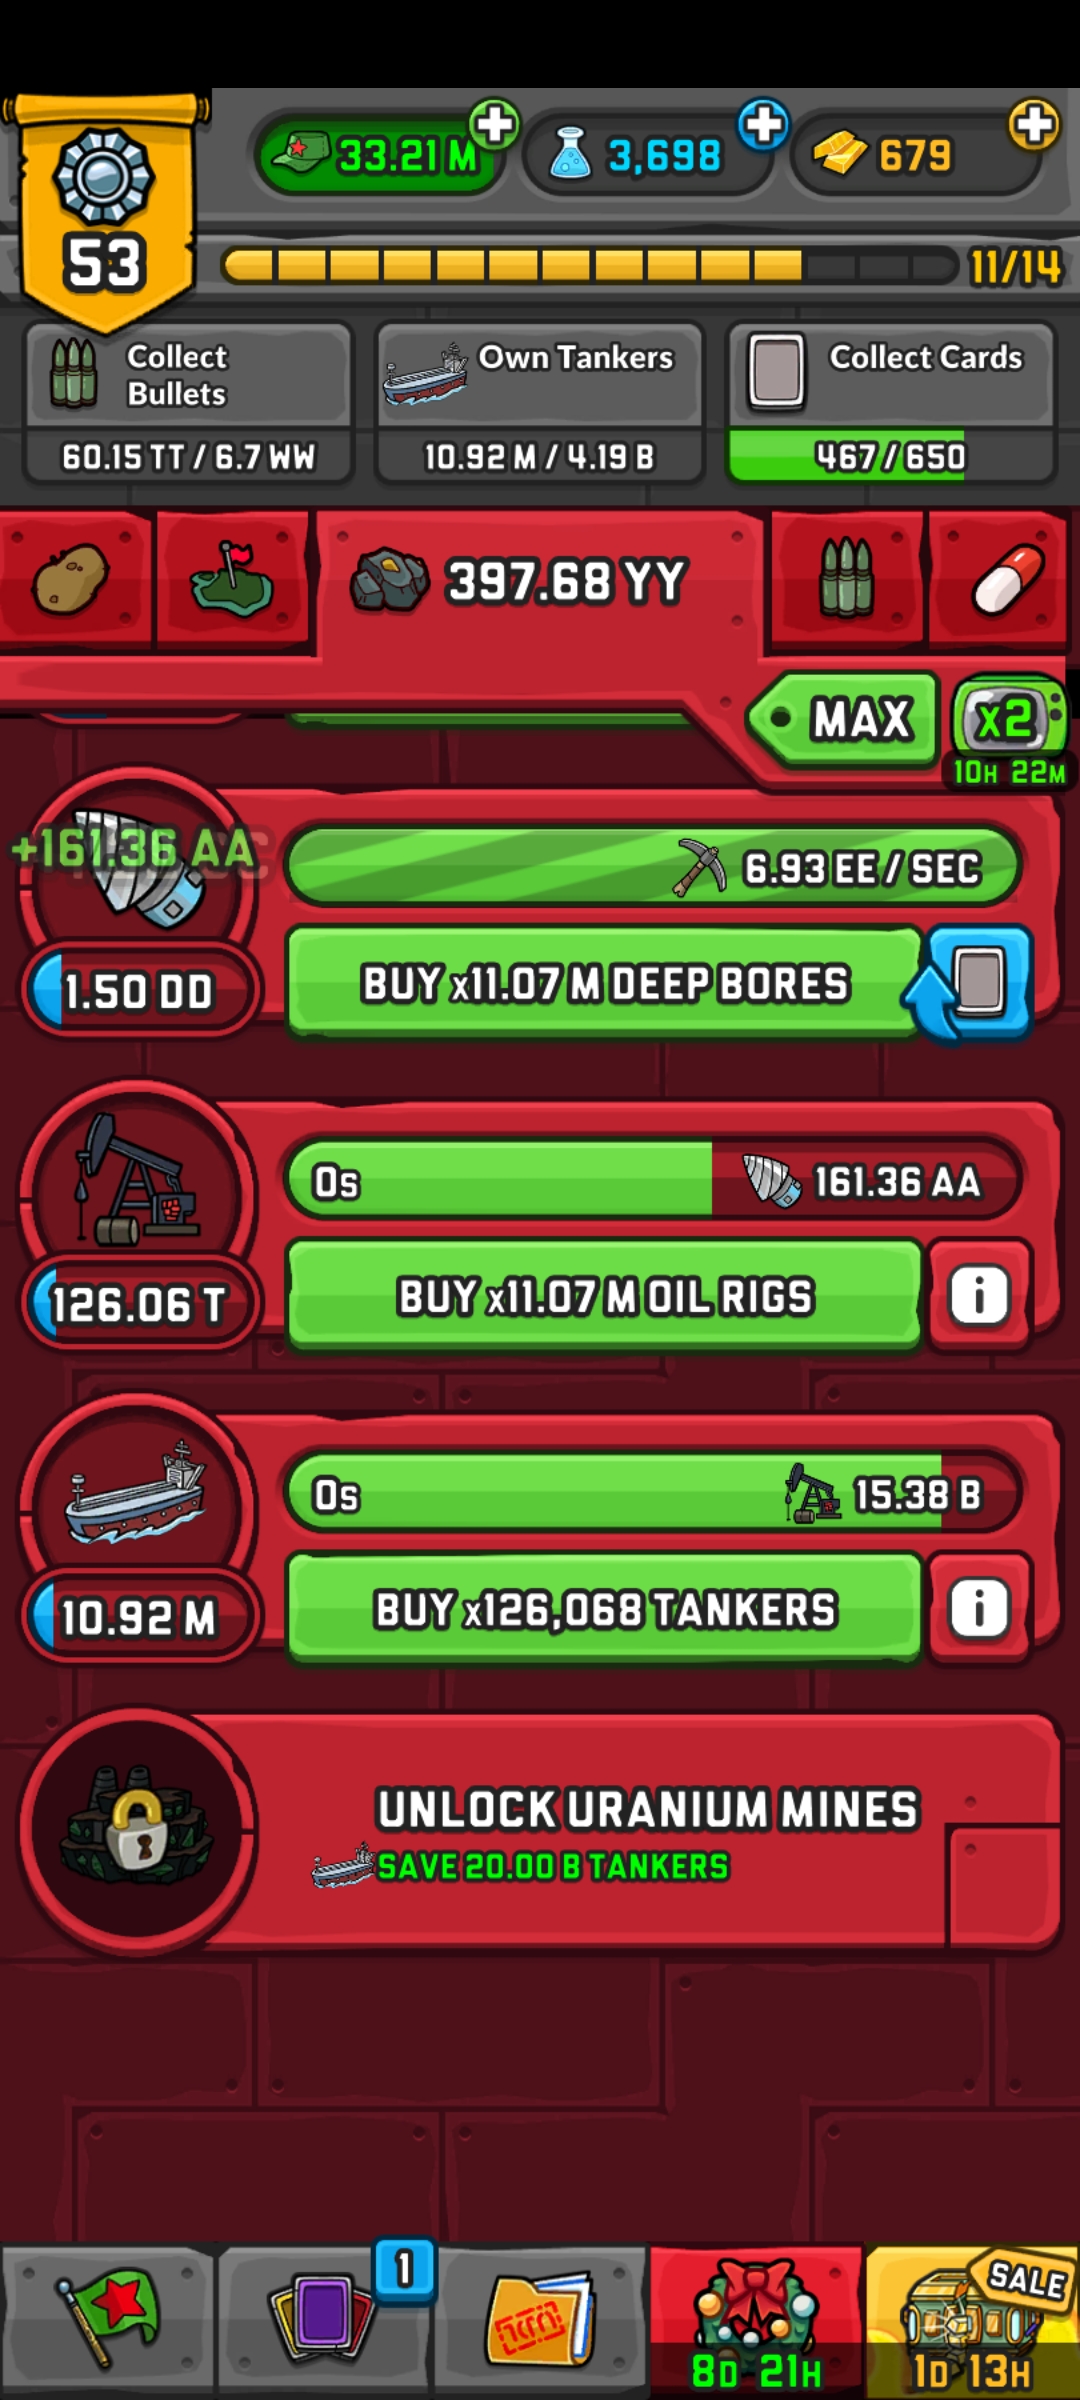 33.21 M
3,698
679
53
11/14
Collect
Bullets
60.15 TT / 6.7 WW
Own Tankers
10.92 M / 4.19 B
Collect Cards
467 / 650
397.68 YY
MAX
x2
10H 22M
+161.36 AA
6.93 EE / SEC
1.50 DD
BUY x11.07 M DEEP BORES
0s
161.36 AA
126.06 T
BUY x11.07 M OIL RIGS
i
0s
15.38 B
10.92 M
BUY x126,068 TANKERS
i
UNLOCK URANIUM MINES
SAVE 20.00 B TANKERS
1
SALE
8D 21H
1D 13H